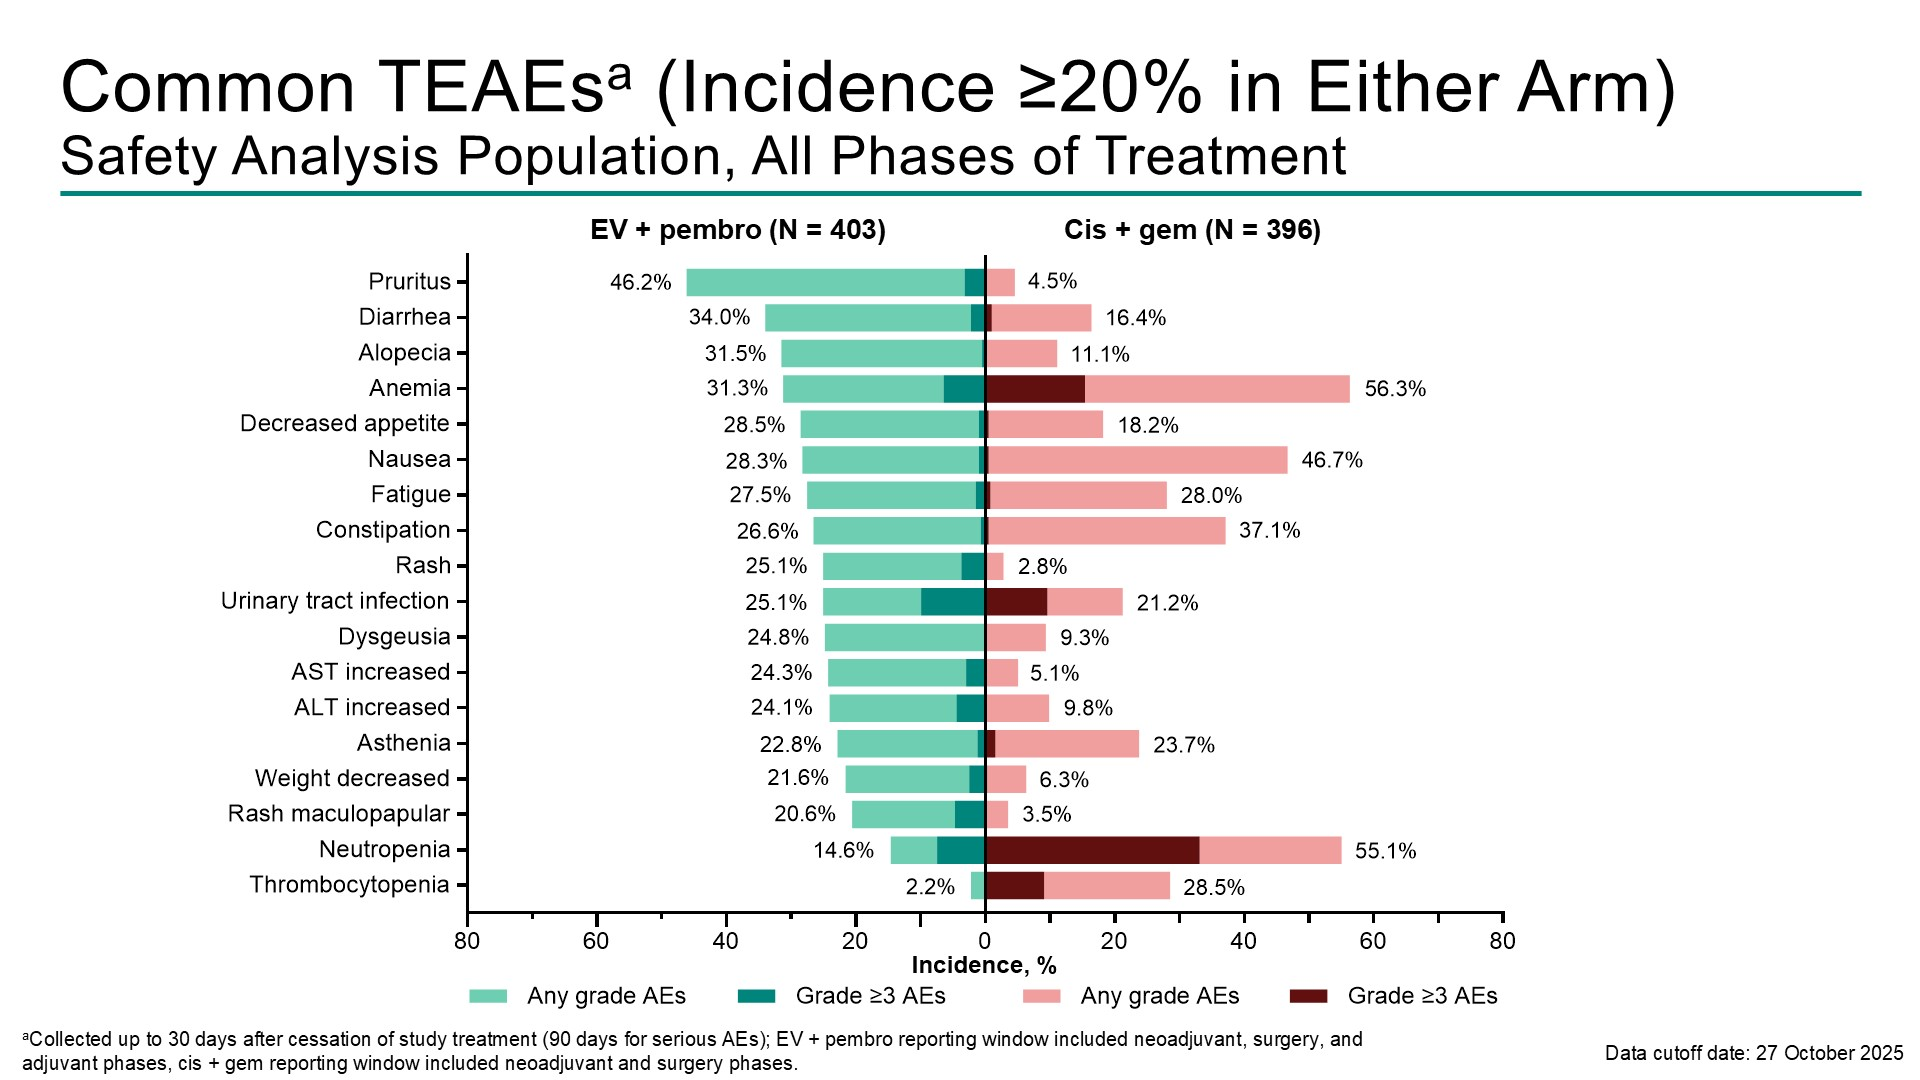 Common TEAEsᵃ (Incidence ≥20% in Either Arm)
Safety Analysis Population, All Phases of Treatment
EV + pembro (N = 403) Cis + gem (N = 396)
Pruritus 46.2% 4.5%
Diarrhea 34.0% 16.4%
Alopecia 31.5% 11.1%
Anemia 31.3% 56.3%
Decreased appetite 28.5% 18.2%
Nausea 28.3% 46.7%
Fatigue 27.5% 28.0%
Constipation 26.6% 37.1%
Rash 25.1% 2.8%
Urinary tract infection 25.1% 21.2%
Dysgeusia 24.8% 9.3%
AST increased 24.3% 5.1%
ALT increased 24.1% 9.8%
Asthenia 22.8% 23.7%
Weight decreased 21.6% 6.3%
Rash maculopapular 20.6% 3.5%
Neutropenia 14.6% 55.1%
Thrombocytopenia 2.2% 28.5%
80 60 40 20 0 20 40 60 80
Incidence, %
Any grade AEs Grade ≥3 AEs Any grade AEs Grade ≥3 AEs
ᵃCollected up to 30 days after cessation of study treatment (90 days for serious AEs); EV + pembro reporting window included neoadjuvant, surgery, and
adjuvant phases, cis + gem reporting window included neoadjuvant and surgery phases.
Data cutoff date: 27 October 2025